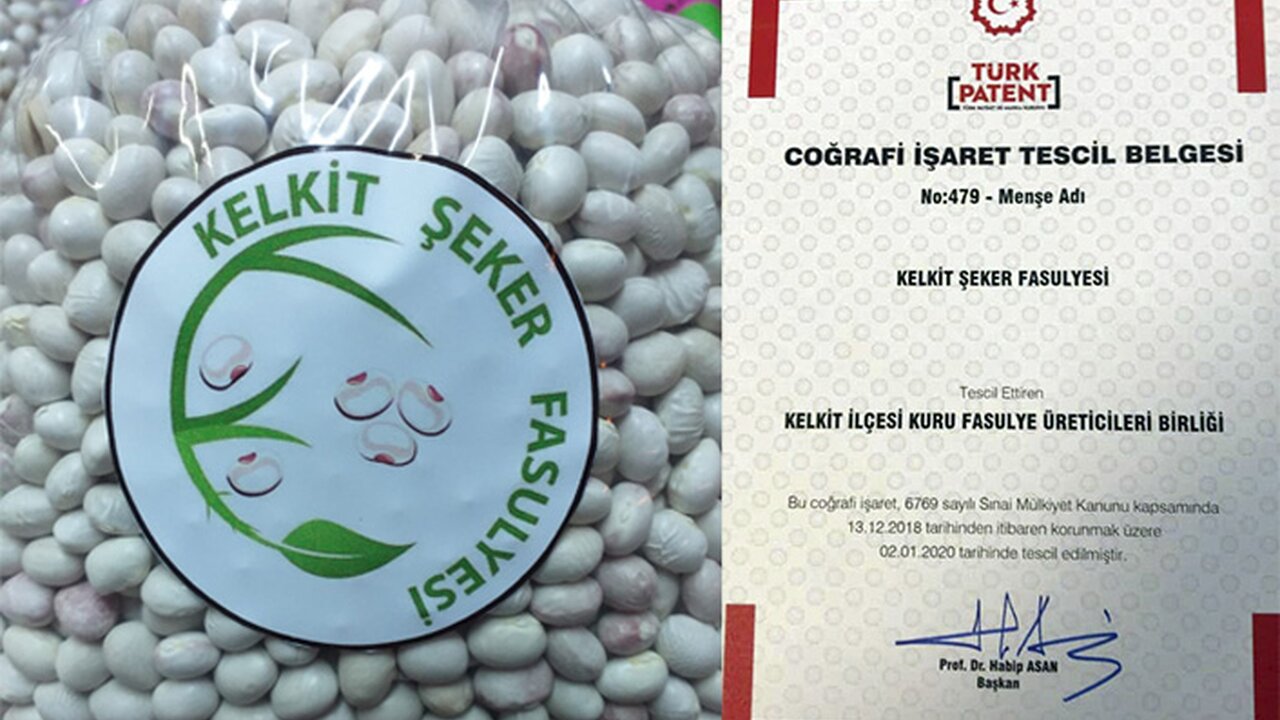 KELKİT ŞEKER FASULYESİ
TÜRK
PATENT
COĞRAFİ İŞARET TESCİL BELGESİ
No:479 - Menşe Adı
KELKİT ŞEKER FASULYESİ
Tescil Ettiren
KELKİT İLÇESİ KURU FASULYE ÜRETİCİLERİ BİRLİĞİ
Bu coğrafi işaret, 6769 sayılı Sınai Mülkiyet Kanunu kapsamında
13.12.2018 tarihinden itibaren korunmak üzere
02.01.2020 tarihinde tescil edilmiştir.
Prof. Dr. Habip ASAN
Başkan